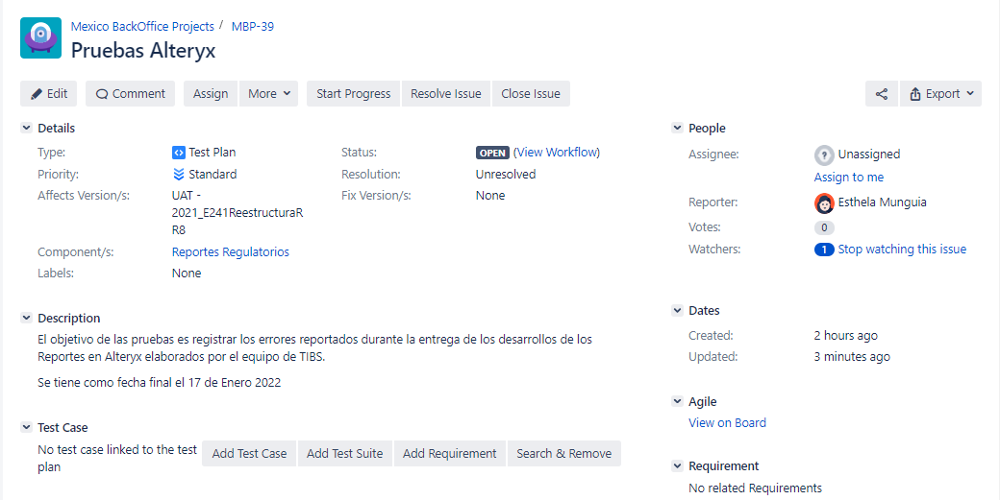 Mexico BackOffice Projects / MBP-39
Pruebas Alteryx
Edit Comment Assign More Start Progress Resolve Issue Close Issue Export
Details
Type: Test Plan Status: OPEN (View Workflow)
Priority: Standard Resolution: Unresolved
Affects Version/s: UAT - Fix Version/s: None
2021_E241ReestructuraR
R8
Component/s: Reportes Regulatorios
Labels: None
Description
El objetivo de las pruebas es registrar los errores reportados durante la entrega de los desarrollos de los
Reportes en Alteryx elaborados por el equipo de TIBS.
Se tiene como fecha final el 17 de Enero 2022
Test Case
No test case linked to the test Add Test Case Add Test Suite Add Requirement Search & Remove
plan
People
Assignee: ? Unassigned
Assign to me
Reporter: Esthela Munguia
Votes: 0
Watchers: 1 Stop watching this issue
Dates
Created: 2 hours ago
Updated: 3 minutes ago
Agile
View on Board
Requirement
No related Requirements